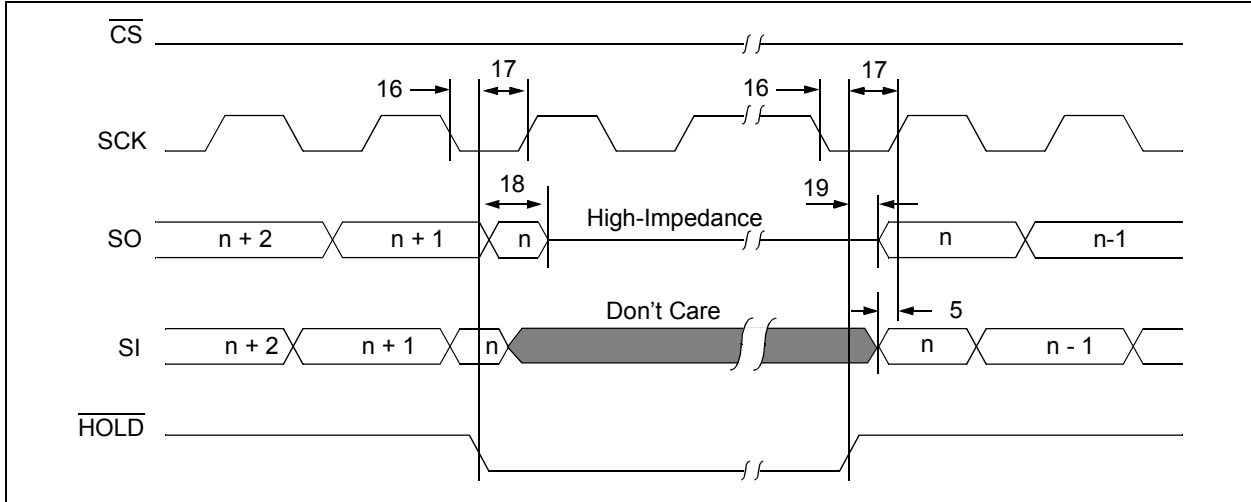 CS
16
17
16
17
SCK
18
19
High-Impedance
SO
n + 2
n + 1
n
n
n-1
Don't Care
5
SI
n + 2
n + 1
n
n
n - 1
HOLD